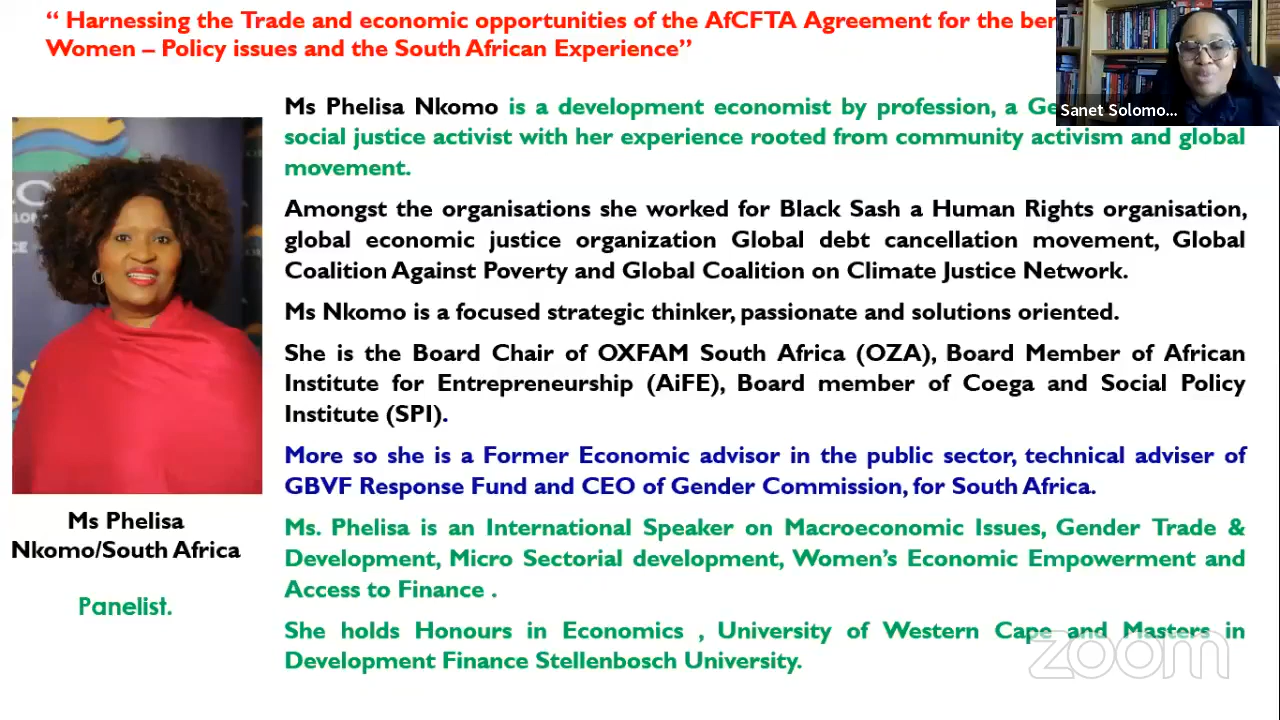 “ Harnessing the Trade and economic opportunities of the AfCFTA Agreement for the
Women – Policy issues and the South African Experience”
Sanet Solomo...
Ms Phelisa Nkomo is a development economist by profession, a
social justice activist with her experience rooted from community activism and global
movement.
Amongst the organisations she worked for Black Sash a Human Rights organisation,
global economic justice organization Global debt cancellation movement, Global
Coalition Against Poverty and Global Coalition on Climate Justice Network.
Ms Nkomo is a focused strategic thinker, passionate and solutions oriented.
She is the Board Chair of OXFAM South Africa (OZA), Board Member of African
Institute for Entrepreneurship (AiFE), Board member of Coega and Social Policy
Institute (SPI).
More so she is a Former Economic advisor in the public sector, technical adviser of
GBVF Response Fund and CEO of Gender Commission, for South Africa.
Ms. Phelisa is an International Speaker on Macroeconomic Issues, Gender Trade &
Development, Micro Sectorial development, Women’s Economic Empowerment and
Access to Finance .
She holds Honours in Economics , University of Western Cape and Masters in
Development Finance Stellenbosch University.
Ms Phelisa
Nkomo/South Africa
Panelist.
zoom